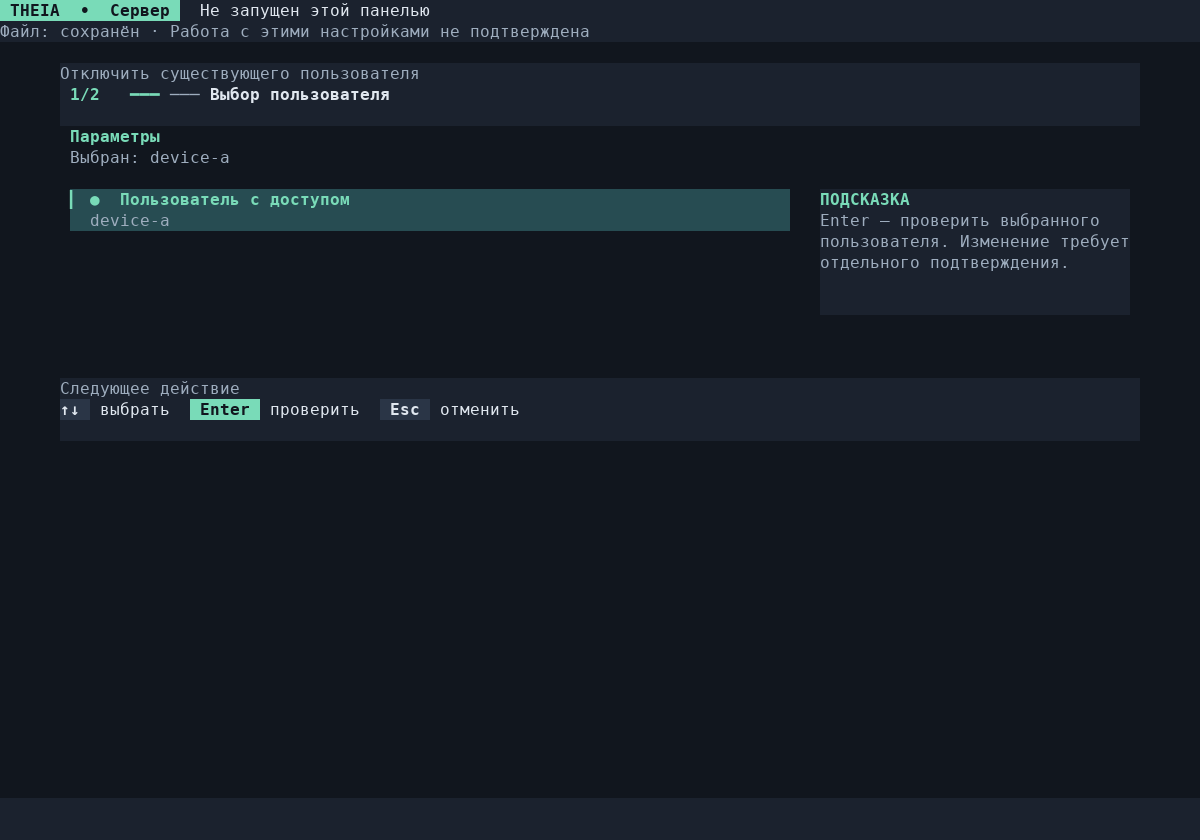 THEIA • Сервер Не запущен этой панелью
Файл: сохранён · Работа с этими настройками не подтверждена
Отключить существующего пользователя
1/2 ━━━ ─── Выбор пользователя
Параметры
Выбран: device-a
● Пользователь с доступом
device-a
ПОДСКАЗКА
Enter — проверить выбранного
пользователя. Изменение требует
отдельного подтверждения.
Следующее действие
↑↓ выбрать Enter проверить Esc отменить